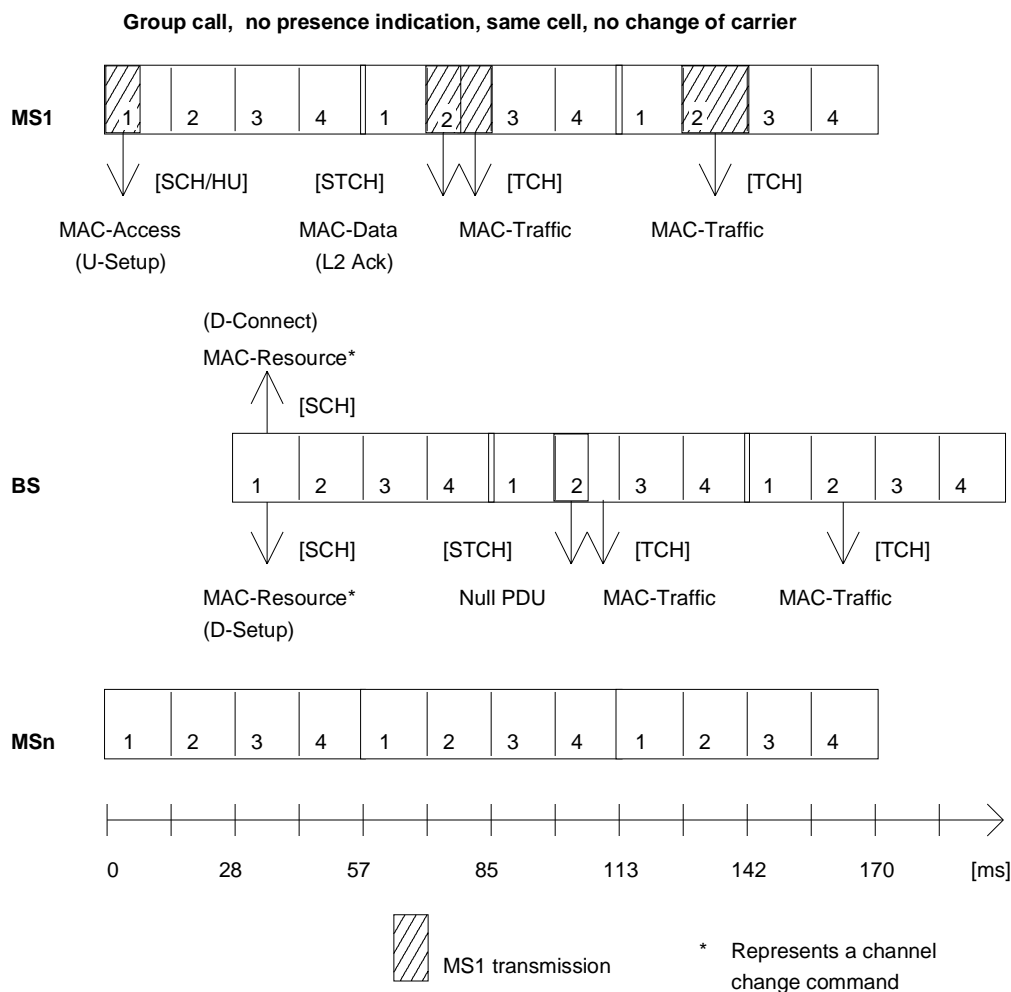 Group call, no presence indication, same cell, no change of carrier
MS1
1 2 3 4 1 2 3 4 1 2 3 4
[SCH/HU] [STCH] [TCH] [TCH]
MAC-Access MAC-Data MAC-Traffic MAC-Traffic
(U-Setup) (L2 Ack)
(D-Connect)
MAC-Resource*
[SCH]
BS
1 2 3 4 1 2 3 4 1 2 3 4
[SCH] [STCH] [TCH] [TCH]
MAC-Resource* Null PDU MAC-Traffic MAC-Traffic
(D-Setup)
MSn
1 2 3 4 1 2 3 4 1 2 3 4
0 28 57 85 113 142 170 [ms]
MS1 transmission
* Represents a channel
change command